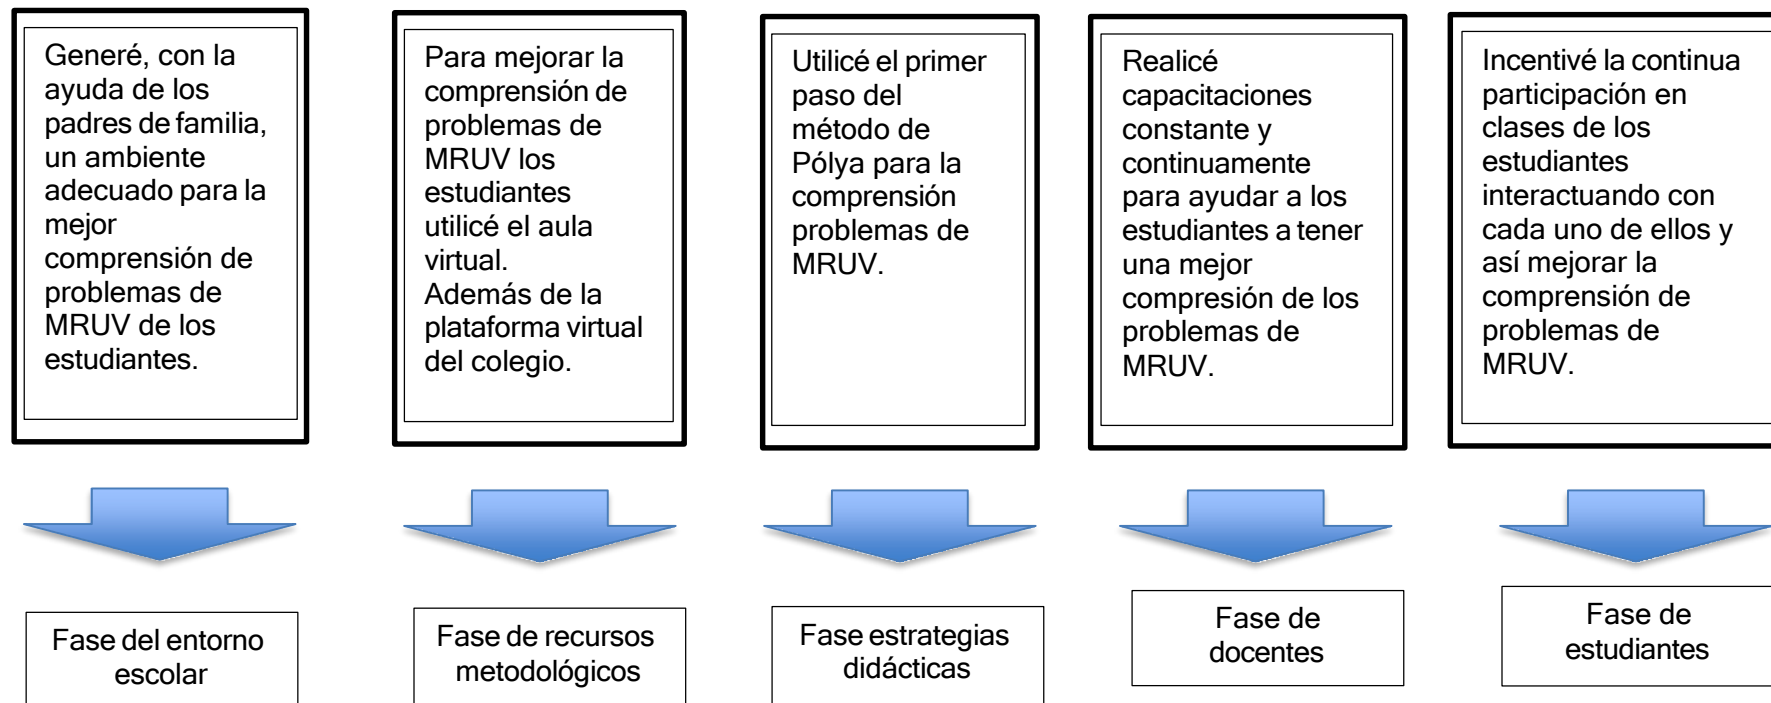 Generé, con la
ayuda de los
padres de familia,
un ambiente
adecuado para la
mejor
comprensión de
problemas de
MRUV de los
estudiantes.
Para mejorar la
comprensión de
problemas de
MRUV los
estudiantes
utilicé el aula
virtual.
Además de la
plataforma virtual
del colegio.
Utilicé el primer
paso del
método de
Pólya para la
comprensión
problemas de
MRUV.
Realicé
capacitaciones
constante y
continuamente
para ayudar a los
estudiantes a tener
una mejor
compresión de los
problemas de
MRUV.
Incentivé la continua
participación en
clases de los
estudiantes
interactuando con
cada uno de ellos y
así mejorar la
comprensión de
problemas de
MRUV.
Fase del entorno
escolar
Fase de recursos
metodológicos
Fase estrategias
didácticas
Fase de
docentes
Fase de
estudiantes